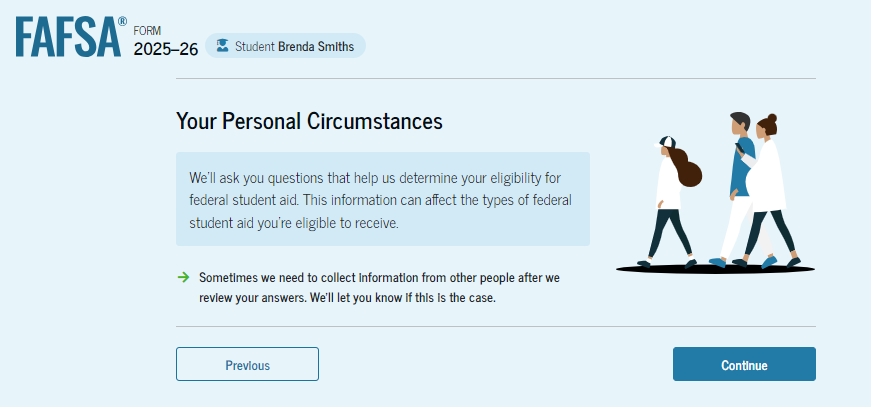 FAFSA® FORM
2025–26
Student Brenda Smiths
Your Personal Circumstances
We'll ask you questions that help us determine your eligibility for
federal student aid. This information can affect the types of federal
student aid you're eligible to receive.
Sometimes we need to collect information from other people after we
review your answers. We'll let you know if this is the case.
Previous
Continue